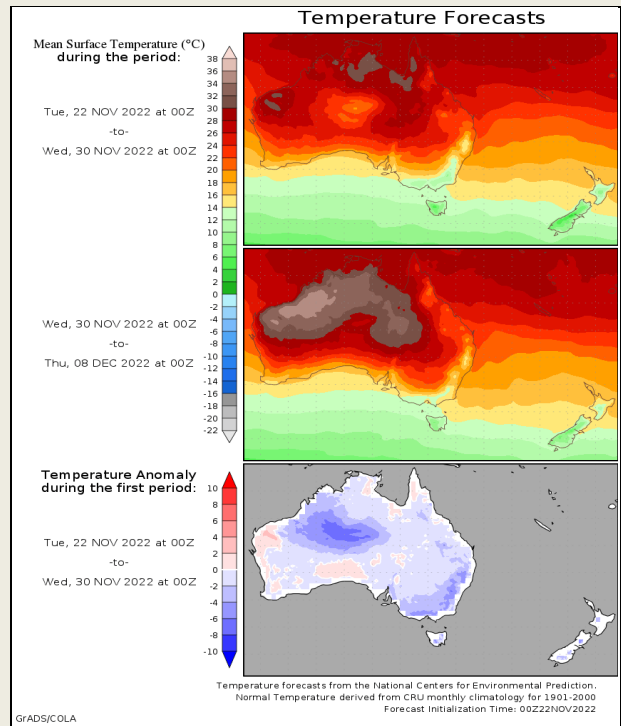 Temperature Forecasts
Mean Surface Temperature (°C)
during the period:
Tue, 22 NOV 2022 at 00Z
-to-
Wed, 30 NOV 2022 at 00Z
38
36
34
32
30
28
26
24
22
20
18
16
14
12
10
8
6
4
2
0
-2
-4
-6
-8
-10
-12
-14
-16
-18
-20
-22
Wed, 30 NOV 2022 at 00Z
-to-
Thu, 08 DEC 2022 at 00Z
Temperature Anomaly
during the first period:
Tue, 22 NOV 2022 at 00Z
-to-
Wed, 30 NOV 2022 at 00Z
10
8
6
4
2
0
-2
-4
-6
-8
-10
Temperature forecasts from the National Centers for Environmental Prediction.
Normal Temperature derived from CRU monthly climatology for 1901-2000
Forecast Initialization Time: 00Z22NOV2022
GrADS/COLA